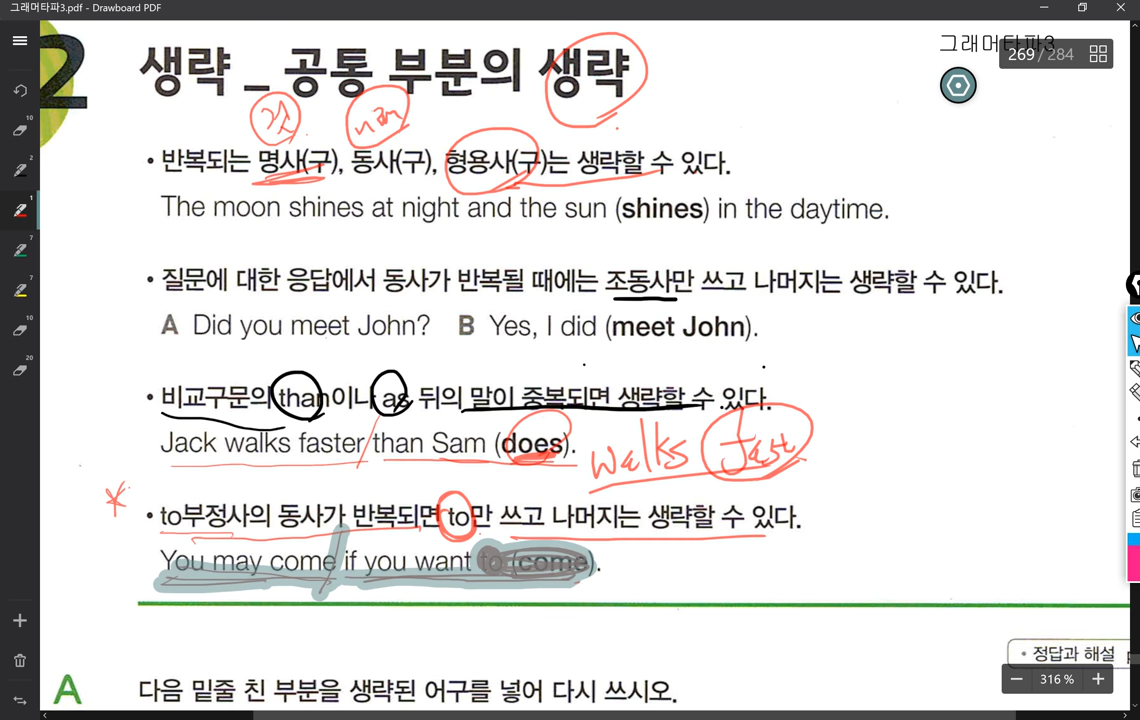 그래머타파3.pdf - Drawboard PDF
그래머타파3
269 / 284
2 생략 _ 공통 부분의 생략
• 반복되는 명사(구), 동사(구), 형용사(구)는 생략할 수 있다.
The moon shines at night and the sun (shines) in the daytime.
• 질문에 대한 응답에서 동사가 반복될 때에는 조동사만 쓰고 나머지는 생략할 수 있다.
A Did you meet John? B Yes, I did (meet John).
• 비교구문의 than이나 as 뒤의 말이 중복되면 생략할 수 있다.
Jack walks faster than Sam (does).
walks fast
• to부정사의 동사가 반복되면 to만 쓰고 나머지는 생략할 수 있다.
You may come if you want to (come).
• 정답과 해설
316 %
A 다음 밑줄 친 부분을 생략된 어구를 넣어 다시 쓰시오.
10
2
1
7
7
10
20